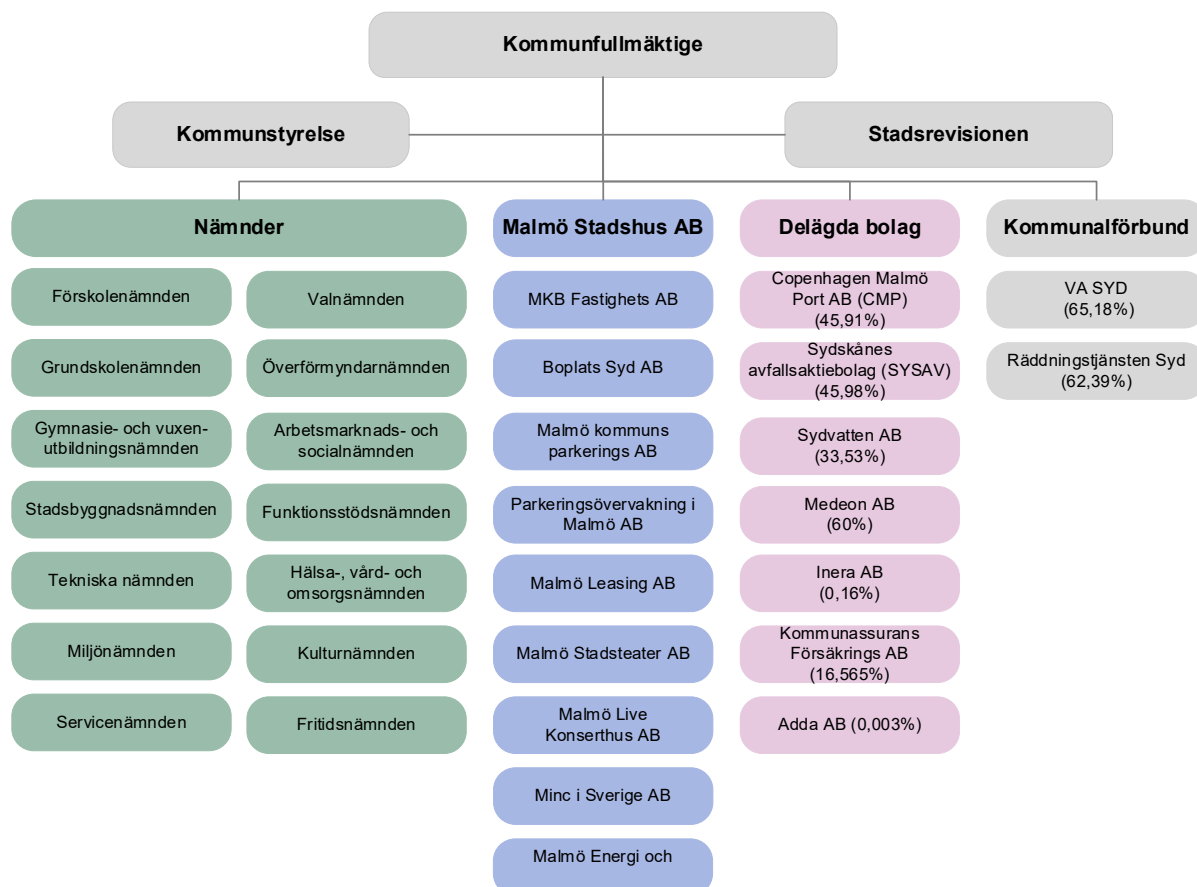 Kommunfullmäktige
Kommunstyrelse
Stadsrevisionen
Nämnder
Förskolenämnden
Grundskolenämnden
Gymnasie- och vuxen-
utbildningsnämnden
Stadsbyggnadsnämnden
Tekniska nämnden
Miljönämnden
Servicenämnden
Valnämnden
Överförmyndarnämnden
Arbetsmarknads- och
socialnämnden
Funktionsstödsnämnden
Hälsa-, vård- och
omsorgsnämnden
Kulturnämnden
Fritidsnämnden
Malmö Stadshus AB
MKB Fastighets AB
Boplats Syd AB
Malmö kommuns
parkerings AB
Parkeringsövervakning i
Malmö AB
Malmö Leasing AB
Malmö Stadsteater AB
Malmö Live
Konserthus AB
Minc i Sverige AB
Malmö Energi och
Delägda bolag
Copenhagen Malmö
Port AB (CMP)
(45,91%)
Sydskånes
avfallsaktiebolag (SYSAV)
(45,98%)
Sydvatten AB
(33,53%)
Medeon AB
(60%)
Inera AB
(0,16%)
Kommunassurans
Försäkrings AB
(16,565%)
Adda AB (0,003%)
Kommunalförbund
VA SYD
(65,18%)
Räddningstjänsten Syd
(62,39%)